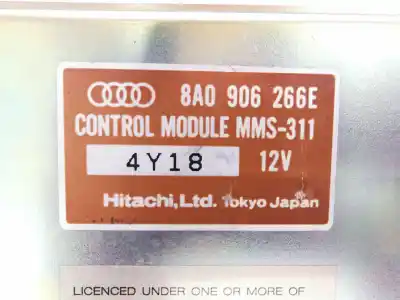 8A0 906 266E
CONTROL MODULE MMS-311
4Y18 12V
Hitachi,Ltd. Tokyo Japan
LICENCED UNDER ONE OR MORE OF